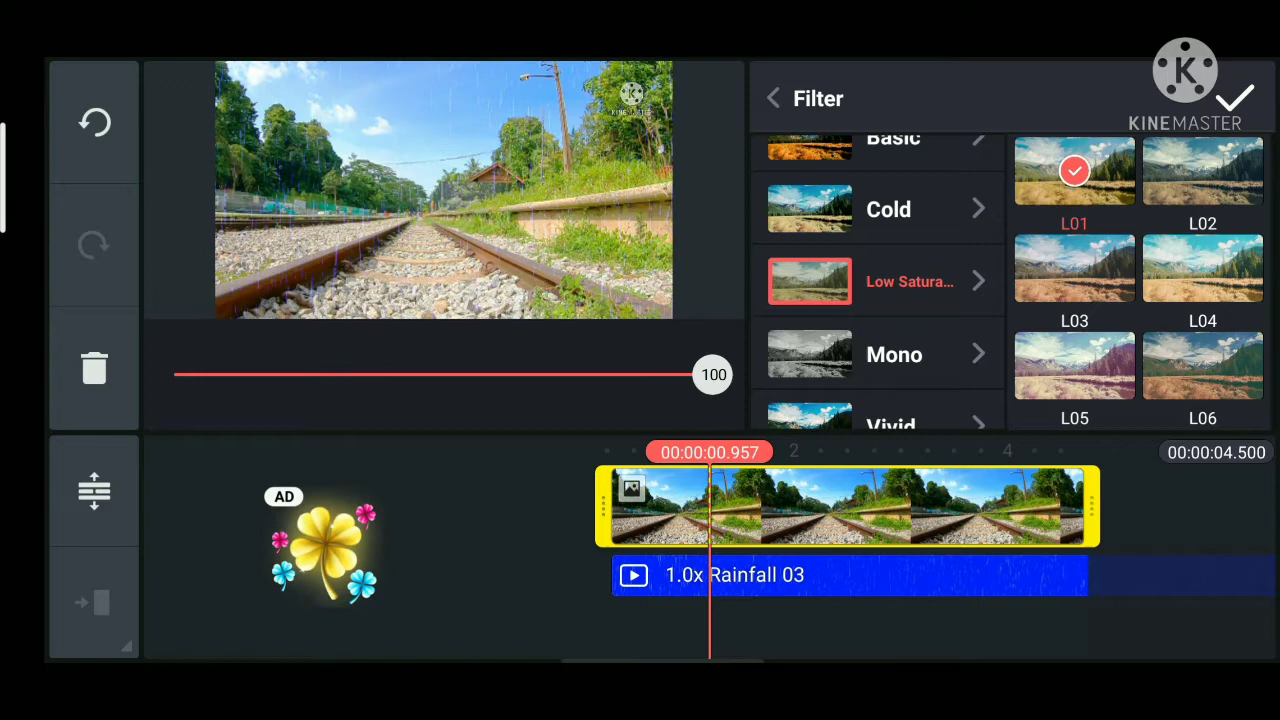 Filter
KINEMASTER
KINEMASTER
Basic
Cold
Low Satura...
Mono
Vivid
L01
L02
L03
L04
L05
L06
100
00:00:00.957
2
4
00:00:04.500
AD
1.0x Rainfall 03